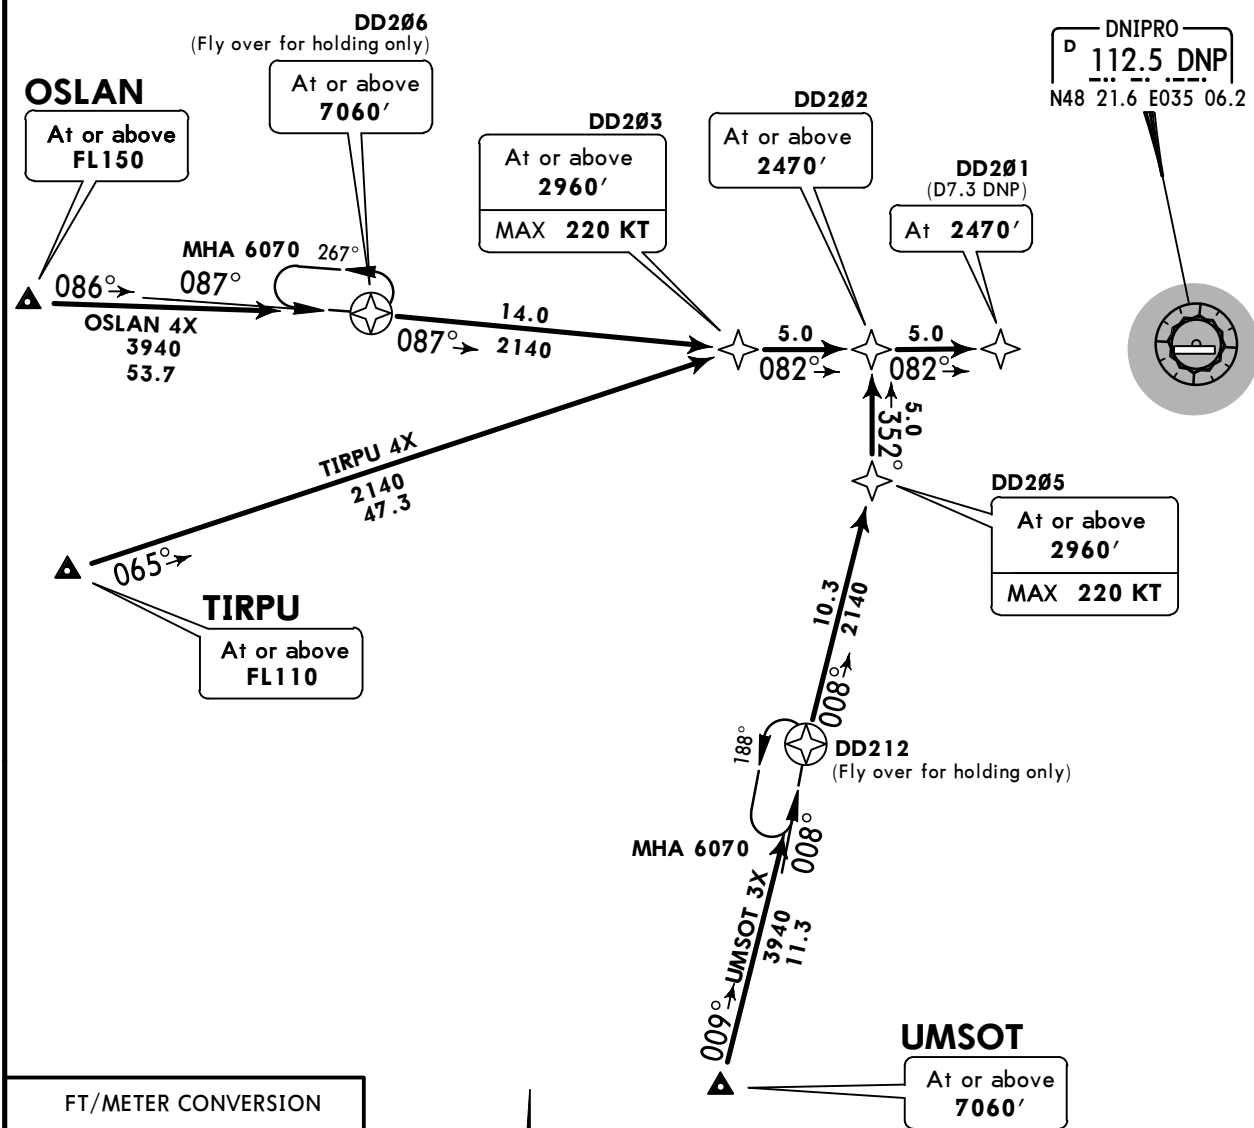 DD2Ø6
(Fly over for holding only)
At or above
7060′
OSLAN
At or above
FL150
DD2Ø3
At or above
2960′
MAX 220 KT
DD2Ø2
At or above
2470′
DD2Ø1
(D7.3 DNP)
At 2470′
DNIPRO
D 112.5 DNP
N48 21.6 E035 06.2
MHA 6070
267°
086°
087°
OSLAN 4X
3940
53.7
14.0
087°
2140
5.0
082°
5.0
082°
5.0
352°
TIRPU 4X
2140
47.3
065°
TIRPU
At or above
FL110
DD2Ø5
At or above
2960′
MAX 220 KT
10.3
2140
008°
188°
DD212
(Fly over for holding only)
MHA 6070
008°
UMSOT 3X
3940
11.3
009°
UMSOT
At or above
7060′
FT/METER CONVERSION